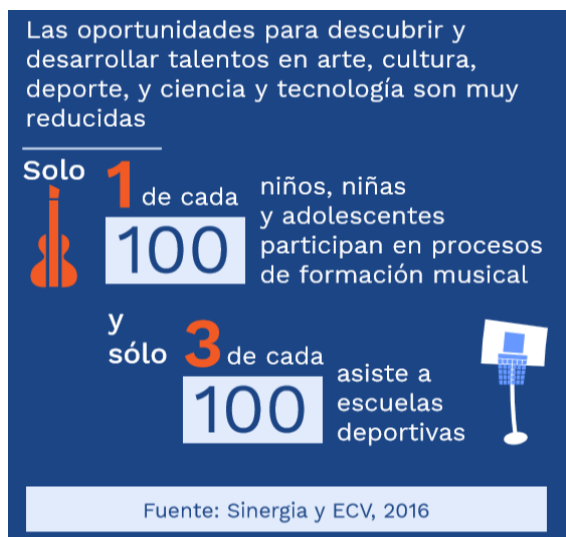 Las oportunidades para descubrir y
desarrollar talentos en arte, cultura,
deporte, y ciencia y tecnología son muy
reducidas
Solo 1 de cada
100
niños, niñas
y adolescentes
participan en procesos
de formación musical
y
sólo 3 de cada
100
asiste a
escuelas
deportivas
Fuente: Sinergia y ECV, 2016